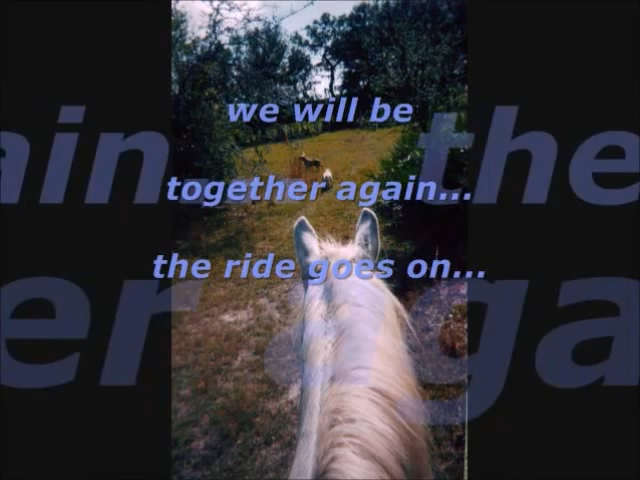 we will be
together again...
the ride goes on...